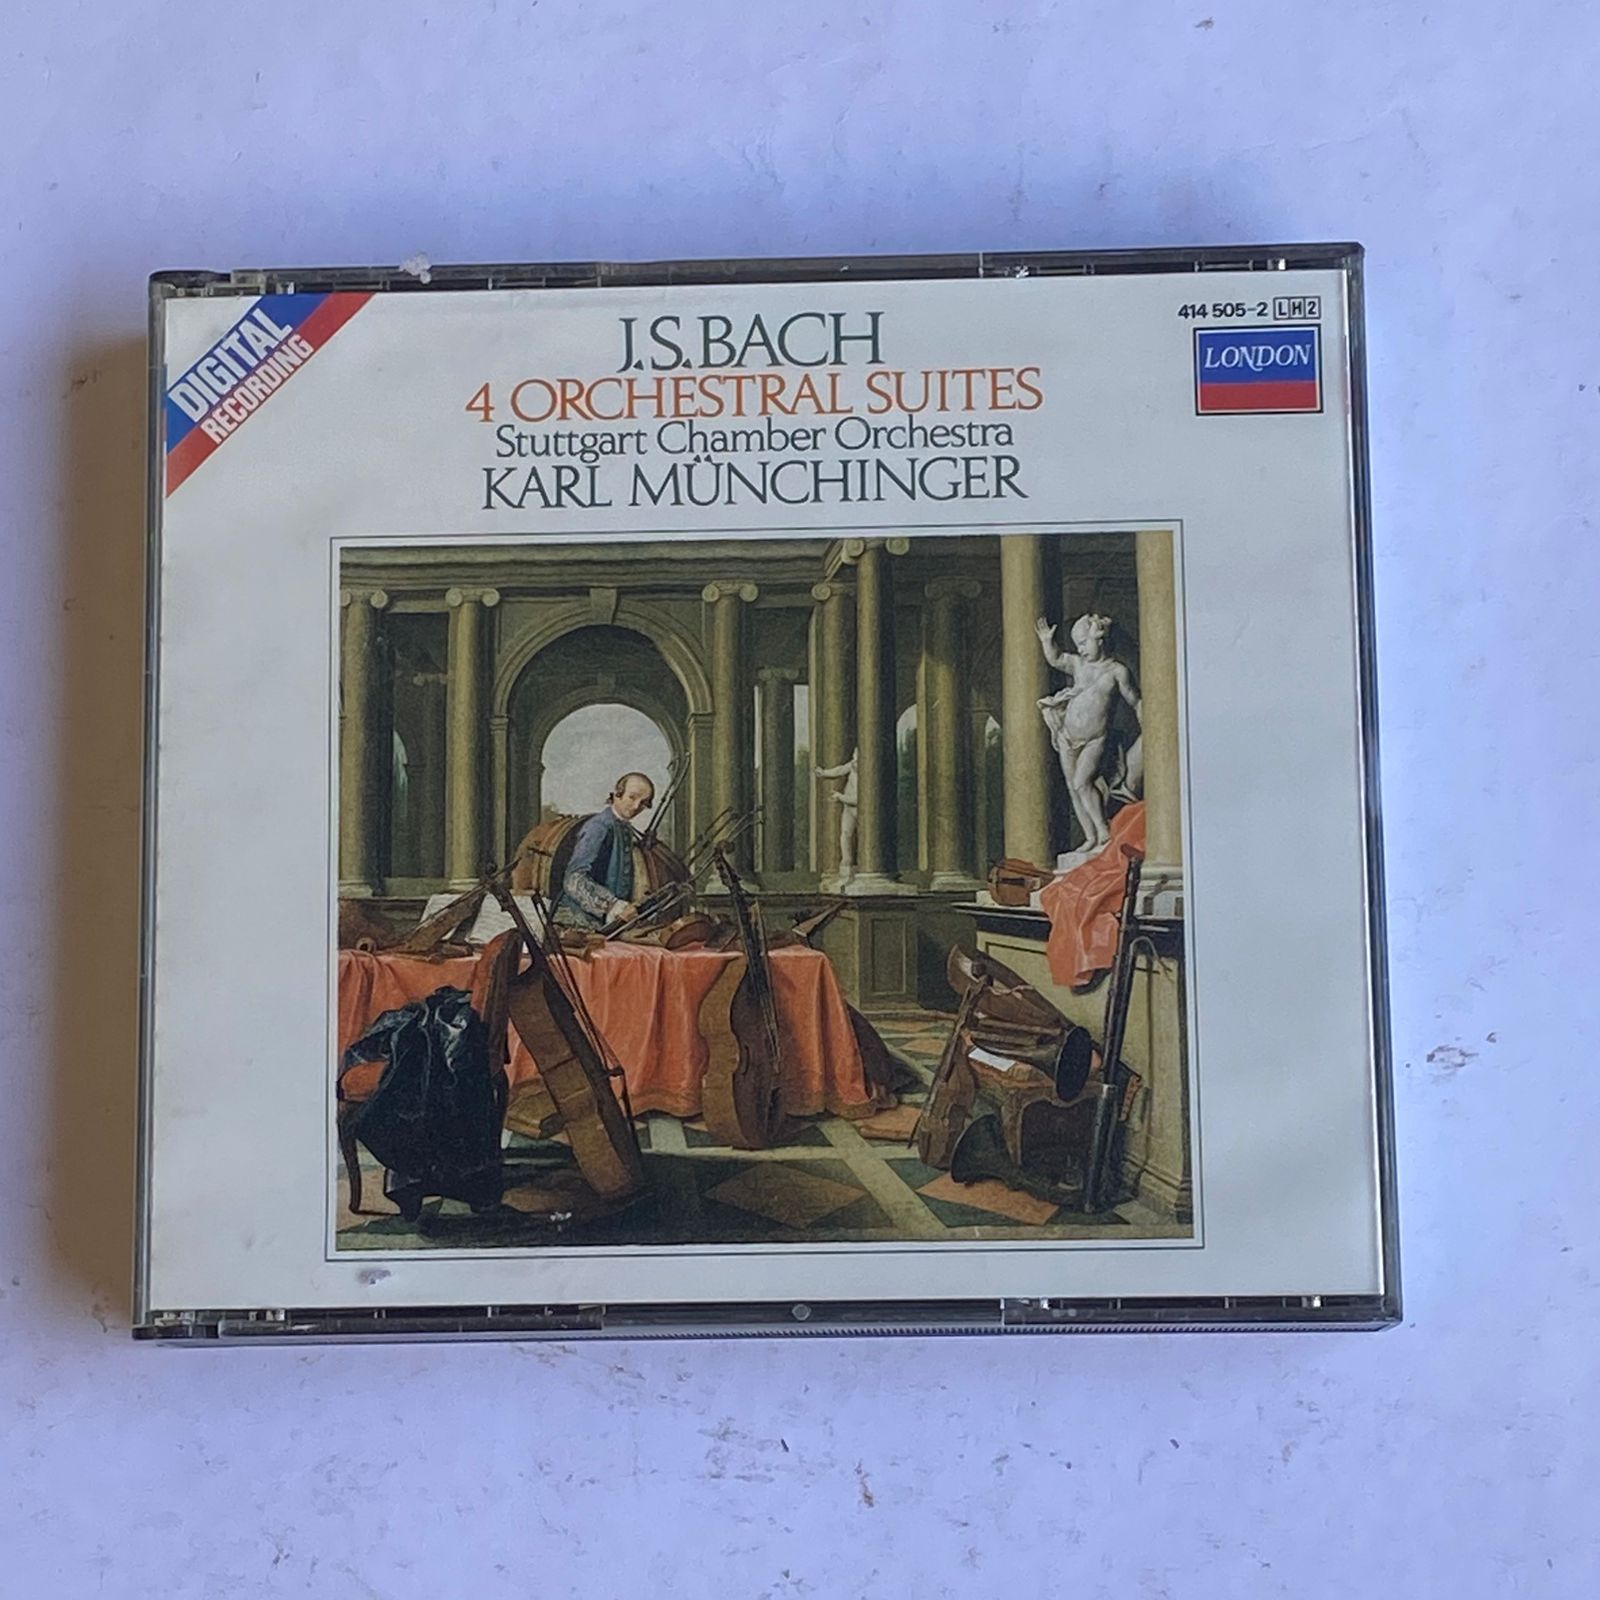 DIGITAL
RECORDING
J.S.BACH
4 ORCHESTRAL SUITES
Stuttgart Chamber Orchestra
KARL MÜNCHINGER
414 505-2 LH2
LONDON